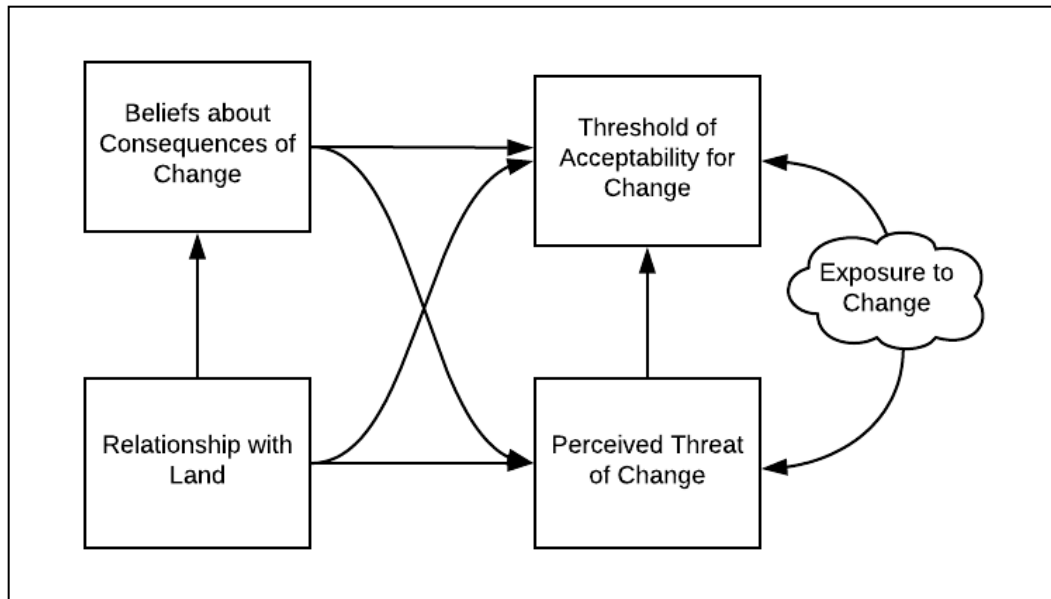 Beliefs about
Consequences of
Change
Threshold of
Acceptability for
Change
Exposure to
Change
Relationship with
Land
Perceived Threat
of Change